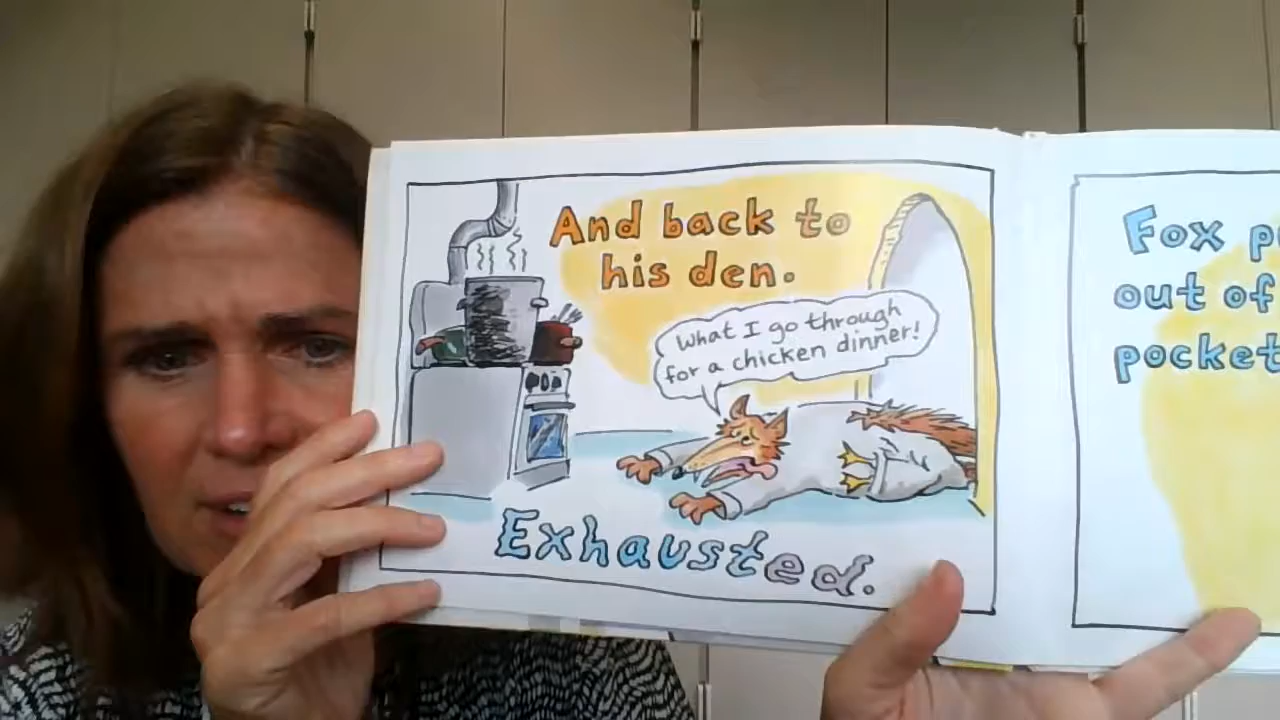 And back to
his den.
What I go through
for a chicken dinner!
Exhausted.
Fox
out of
pocket